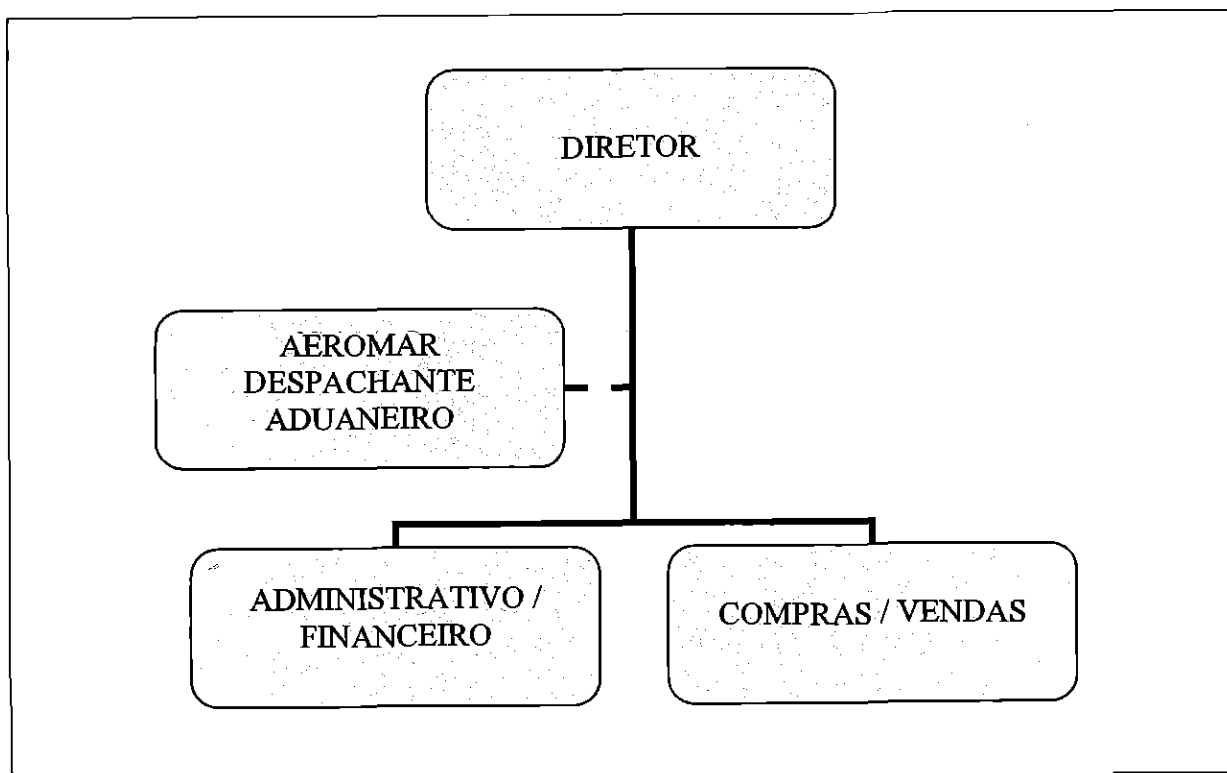 DIRETOR
AEROMAR
DESPACHANTE
ADUANEIRO
ADMINISTRATIVO /
FINANCEIRO
COMPRAS / VENDAS